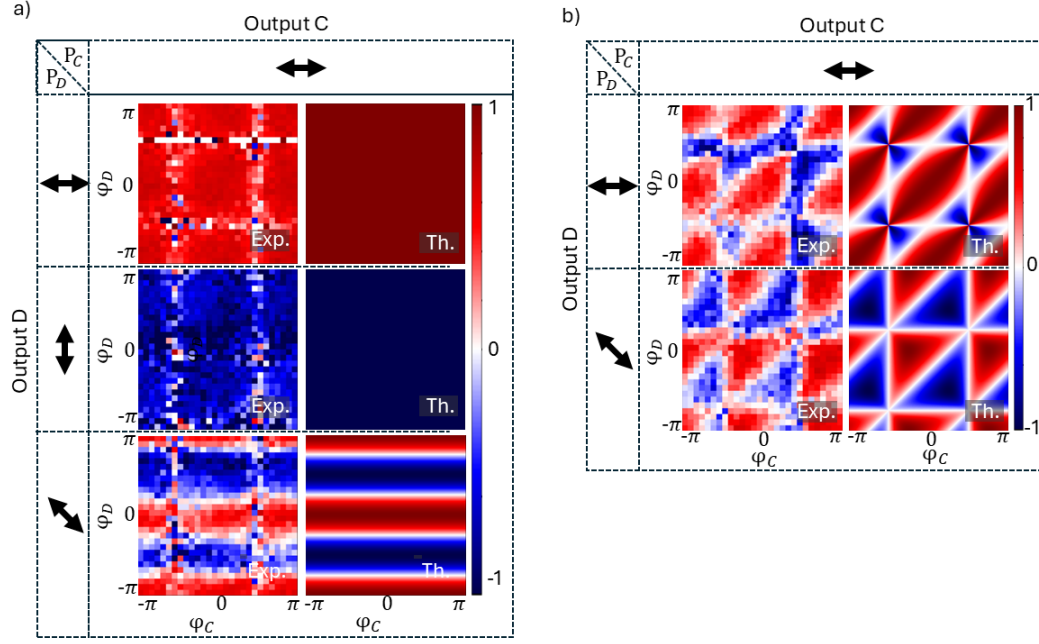 a)
Output C
P_C
P_D
Output D
π
φ_D
0
-π
Exp.
Th.
1
0
-1
π
φ_D
0
-π
Exp.
Th.
π
φ_D
0
-π
Exp.
Th.
-π 0 π -π 0 π
φ_C φ_C
b)
Output C
P_C
P_D
Output D
π
φ_D
0
-π
Exp.
Th.
1
0
-1
π
φ_D
0
-π
Exp.
Th.
-π 0 π -π 0 π
φ_C φ_C